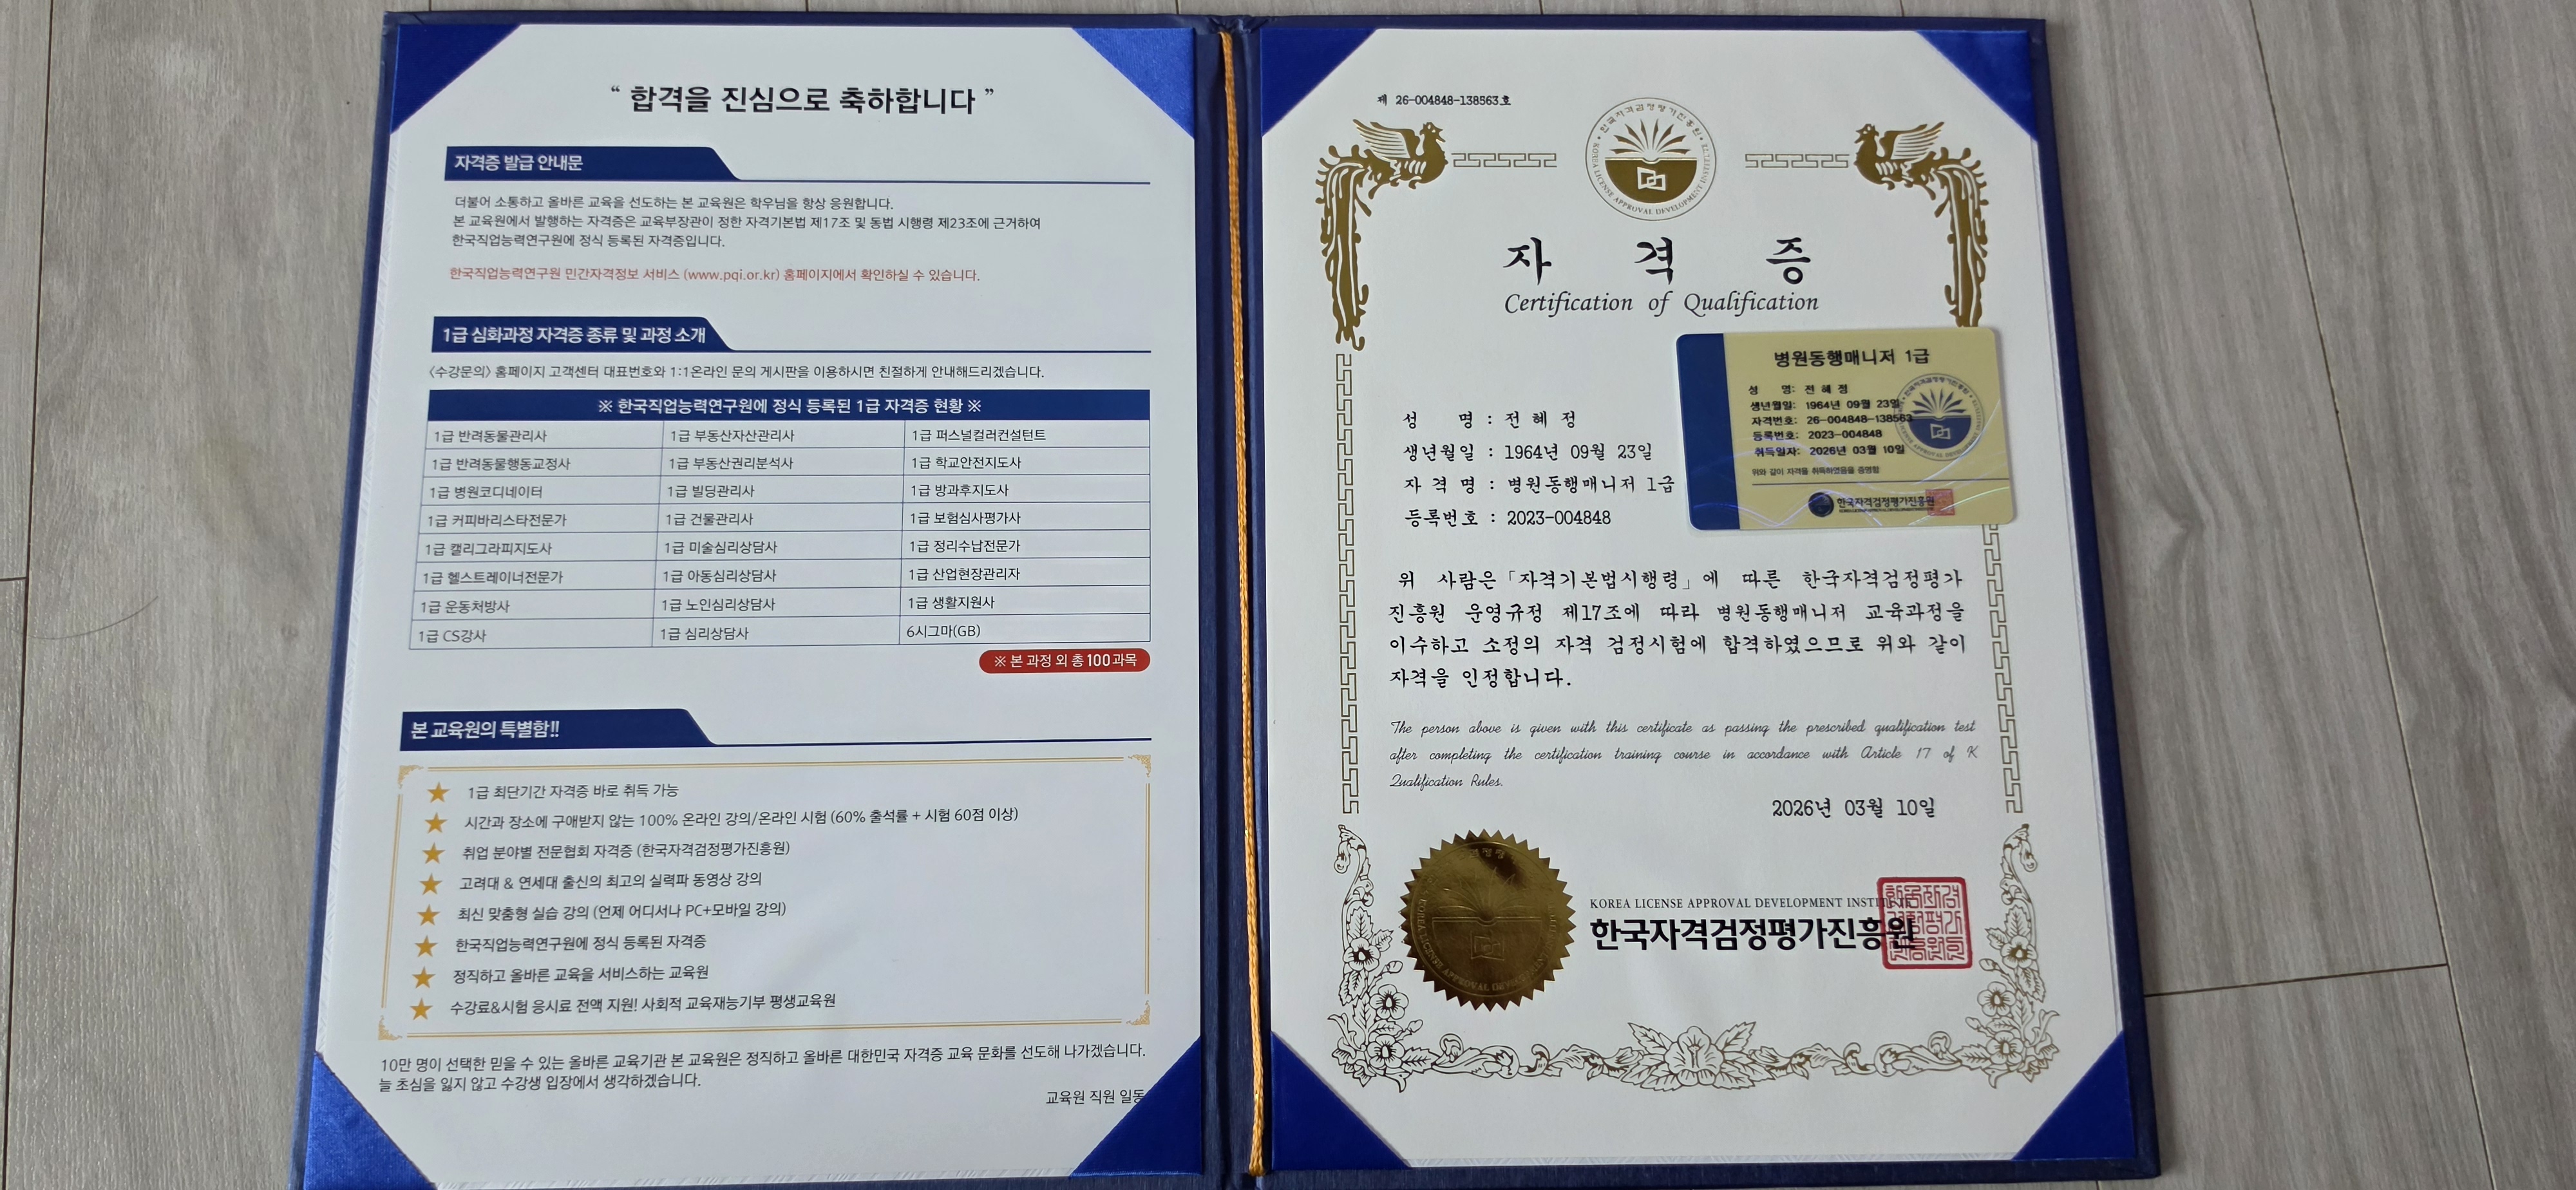 “ 합격을 진심으로 축하합니다 ”
자격증 발급 안내문
더불어 소통하고 올바른 교육을 선도하는 본 교육원은 학우님을 항상 응원합니다.
본 교육원에서 발행하는 자격증은 교육부장관이 정한 자격기본법 제17조 및 동법 시행령 제23조에 근거하여
한국직업능력연구원에 정식 등록된 자격증입니다.
한국직업능력연구원 민간자격정보 서비스 (www.pqi.or.kr) 홈페이지에서 확인하실 수 있습니다.
1급 심화과정 자격증 종류 및 과정 소개
〈수강문의〉 홈페이지 고객센터 대표번호와 1:1온라인 문의 게시판을 이용하시면 친절하게 안내해드리겠습니다.
※ 한국직업능력연구원에 정식 등록된 1급 자격증 현황 ※
1급 반려동물관리사 1급 부동산자산관리사 1급 퍼스널컬러컨설턴트
1급 반려동물행동교정사 1급 부동산권리분석사 1급 학교안전지도사
1급 병원코디네이터 1급 빌딩관리사 1급 방과후지도사
1급 커피바리스타전문가 1급 건물관리사 1급 보험심사평가사
1급 캘리그라피지도사 1급 미술심리상담사 1급 정리수납전문가
1급 헬스트레이너전문가 1급 아동심리상담사 1급 산업현장관리자
1급 운동처방사 1급 노인심리상담사 1급 생활지원사
1급 CS강사 1급 심리상담사 6시그마(GB)
※ 본 과정 외 총 100과목
본 교육원의 특별함!!
1급 최단기간 자격증 바로 취득 가능
시간과 장소에 구애받지 않는 100% 온라인 강의/온라인 시험 (60% 출석률 + 시험 60점 이상)
취업 분야별 전문협회 자격증 (한국자격검정평가진흥원)
고려대 & 연세대 출신의 최고의 실력파 동영상 강의
최신 맞춤형 실습 강의 (언제 어디서나 PC+모바일 강의)
한국직업능력연구원에 정식 등록된 자격증
정직하고 올바른 교육을 서비스하는 교육원
수강료&시험 응시료 전액 지원! 사회적 교육재능기부 평생교육원
10만 명이 선택한 믿을 수 있는 올바른 교육기관 본 교육원은 정직하고 올바른 대한민국 자격증 교육 문화를 선도해 나가겠습니다.
늘 초심을 잃지 않고 수강생 입장에서 생각하겠습니다.
교육원 직원 일동
제 26-004848-138563호
한국자격검정평가진흥원
KOREA LICENSE APPROVAL DEVELOPMENT INSTITUTE
자 격 증
Certification of Qualification
성 명 : 전 혜 정
생년월일 : 1964년 09월 23일
자 격 명 : 병원동행매니저 1급
등록번호 : 2023-004848
병원동행매니저 1급
성 명: 전 혜 정
생년월일: 1964년 09월 23일
자격번호: 26-004848-138563
등록번호: 2023-004848
취득일자: 2026년 03월 10일
위와 같이 자격을 취득하였음을 증명함
한국자격검정평가진흥원
위 사람은 「자격기본법시행령」에 따른 한국자격검정평가
진흥원 운영규정 제17조에 따라 병원동행매니저 교육과정을
이수하고 소정의 자격 검정시험에 합격하였으므로 위와 같이
자격을 인정합니다.
The person above is given with this certificate as passing the prescribed qualification test
after completing the certification training course in accordance with Article 17 of K
Qualification Rules.
2026년 03월 10일
KOREA LICENSE APPROVAL DEVELOPMENT INSTITUTE
한국자격검정평가진흥원